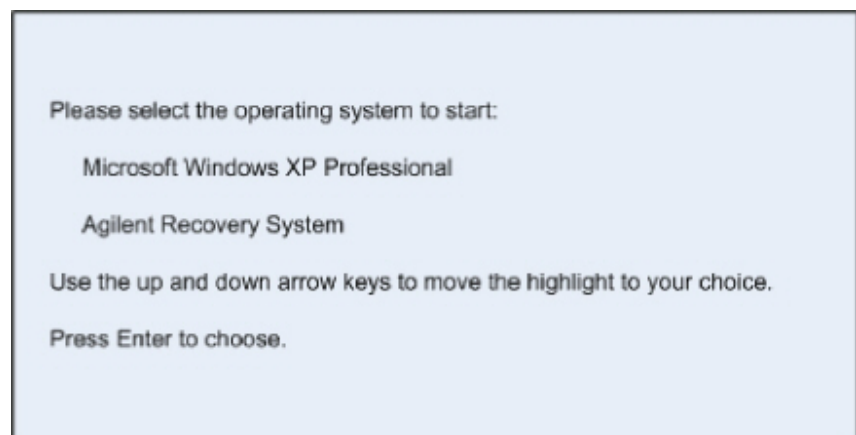 Please select the operating system to start:
Microsoft Windows XP Professional
Agilent Recovery System
Use the up and down arrow keys to move the highlight to your choice.
Press Enter to choose.